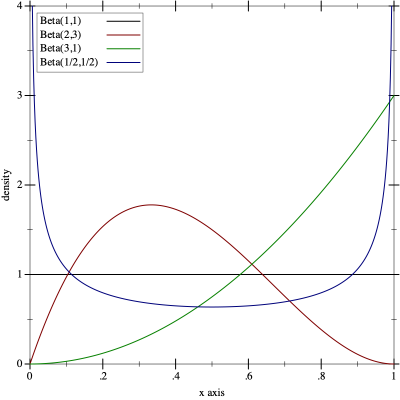 4
Beta(1,1)
Beta(2,3)
Beta(3,1)
Beta(1/2,1/2)
3
density
2
1
0
0 .2 .4 .6 .8 1
x axis